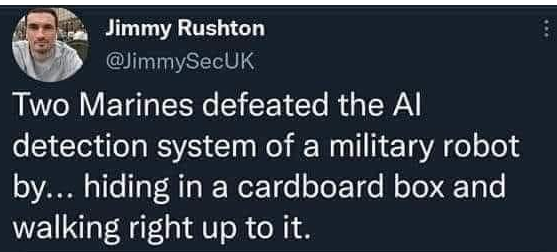 Jimmy Rushton
@JimmySecUK
Two Marines defeated the AI
detection system of a military robot
by... hiding in a cardboard box and
walking right up to it.